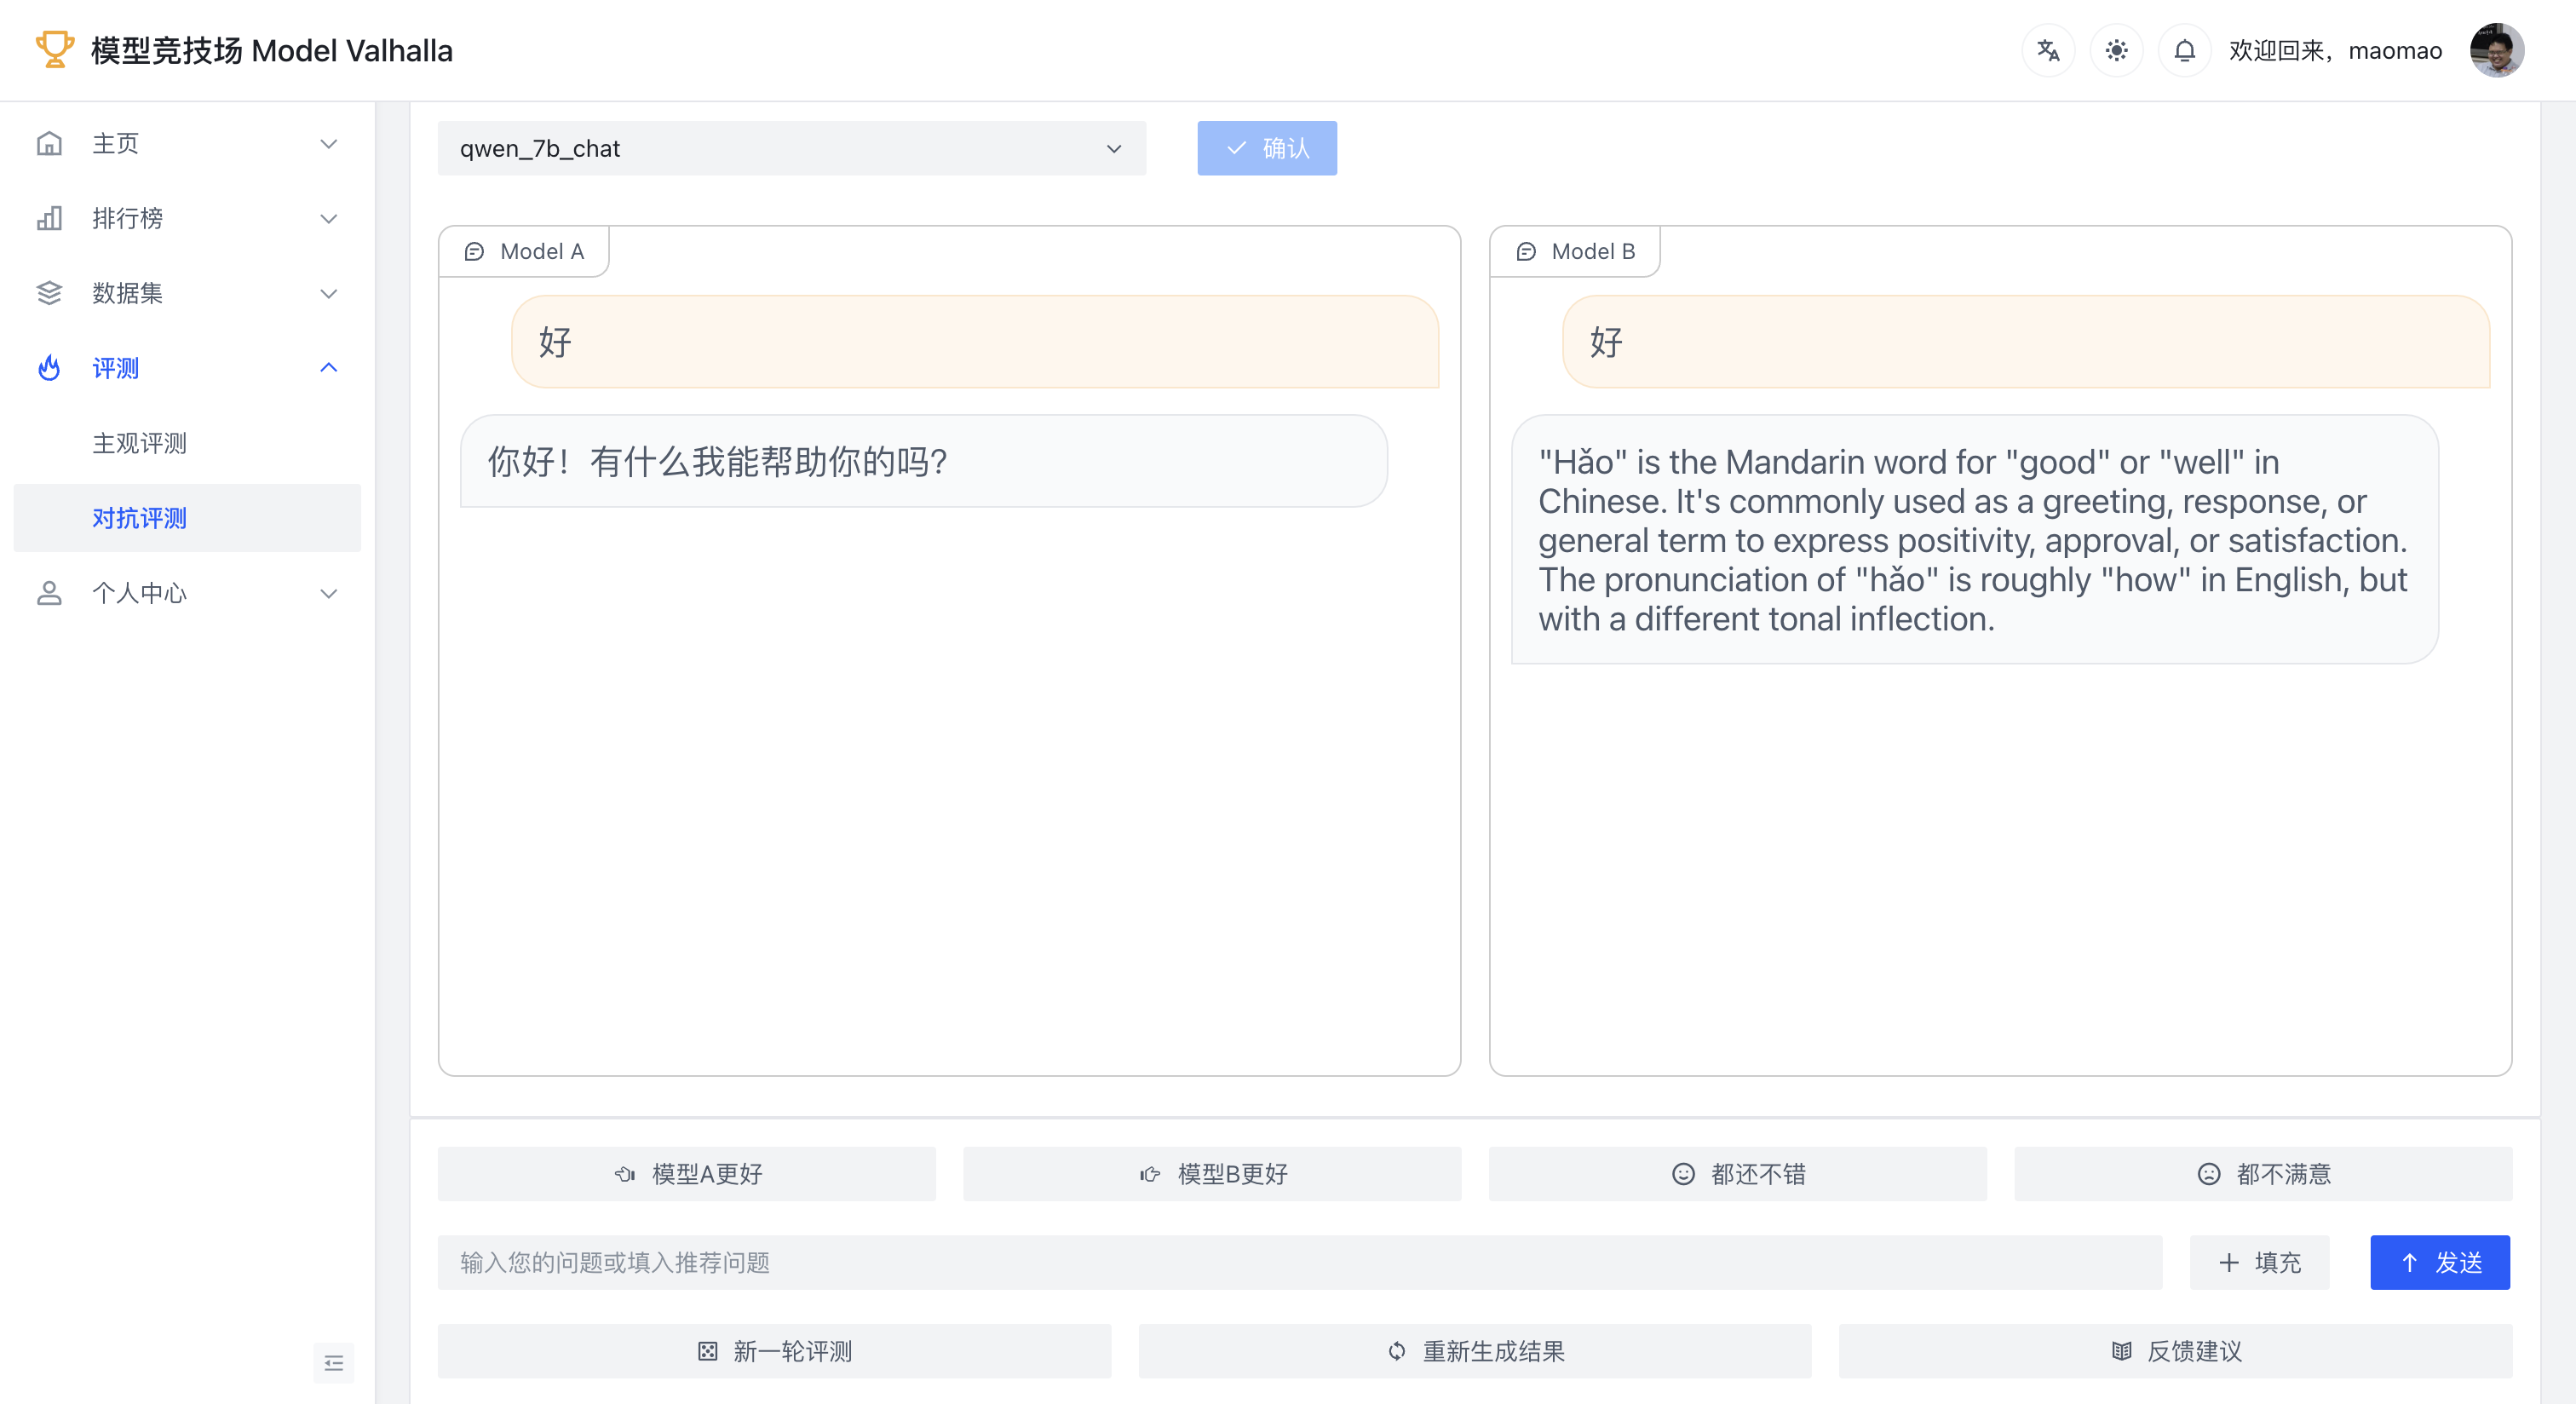 模型竞技场 Model Valhalla
欢迎回来，maomao
主页
排行榜
数据集
评测
主观评测
对抗评测
个人中心
qwen_7b_chat
确认
Model A
好
你好！有什么我能帮助你的吗?
Model B
好
"Hǎo" is the Mandarin word for "good" or "well" in
Chinese. It's commonly used as a greeting, response, or
general term to express positivity, approval, or satisfaction.
The pronunciation of "hǎo" is roughly "how" in English, but
with a different tonal inflection.
模型A更好
模型B更好
都还不错
都不满意
输入您的问题或填入推荐问题
填充
发送
新一轮评测
重新生成结果
反馈建议